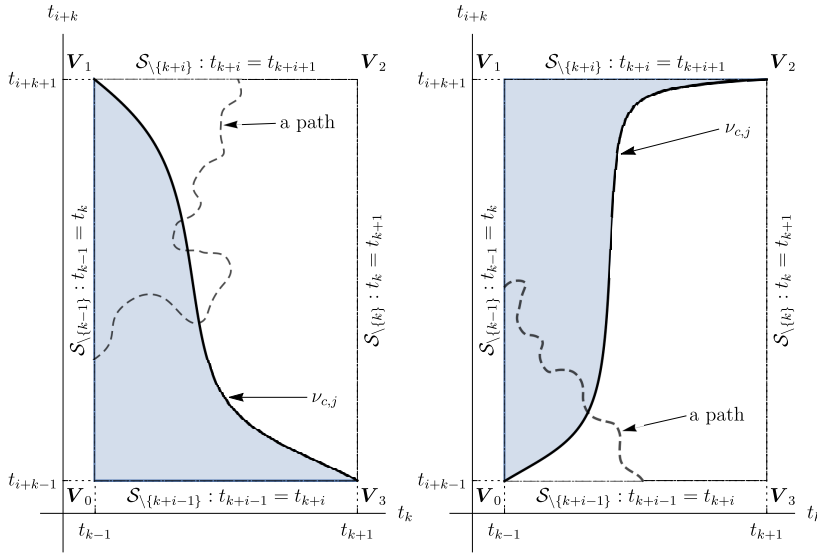 t_{i+k}
V_1
S_{\{k+i}} : t_{k+i} = t_{k+i+1}
V_2
t_{i+k+1}
a path
S_{\{k-1}} : t_{k-1} = t_k
S_{\{k}} : t_k = t_{k+1}
ν_{c,j}
t_{i+k-1}
V_0
S_{\{k+i-1}} : t_{k+i-1} = t_{k+i}
V_3
t_k
t_{k-1}
t_{k+1}
t_{i+k}
V_1
S_{\{k+i}} : t_{k+i} = t_{k+i+1}
V_2
t_{i+k+1}
ν_{c,j}
S_{\{k-1}} : t_{k-1} = t_k
S_{\{k}} : t_k = t_{k+1}
a path
t_{i+k-1}
V_0
S_{\{k+i-1}} : t_{k+i-1} = t_{k+i}
V_3
t_{k-1}
t_{k+1}